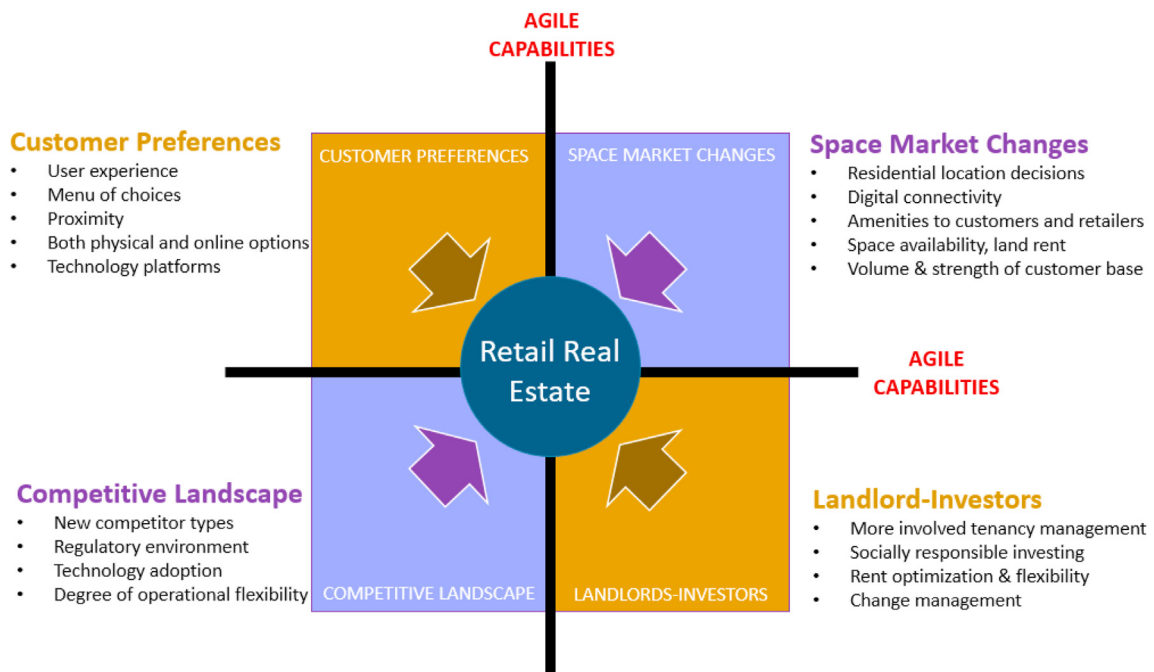 AGILE
CAPABILITIES
Customer Preferences
• User experience
• Menu of choices
• Proximity
• Both physical and online options
• Technology platforms
CUSTOMER PREFERENCES
SPACE MARKET CHANGES
Space Market Changes
• Residential location decisions
• Digital connectivity
• Amenities to customers and retailers
• Space availability, land rent
• Volume & strength of customer base
Retail Real
Estate
AGILE
CAPABILITIES
Competitive Landscape
• New competitor types
• Regulatory environment
• Technology adoption
• Degree of operational flexibility
COMPETITIVE LANDSCAPE
LANDLORDS-INVESTORS
Landlord-Investors
• More involved tenancy management
• Socially responsible investing
• Rent optimization & flexibility
• Change management